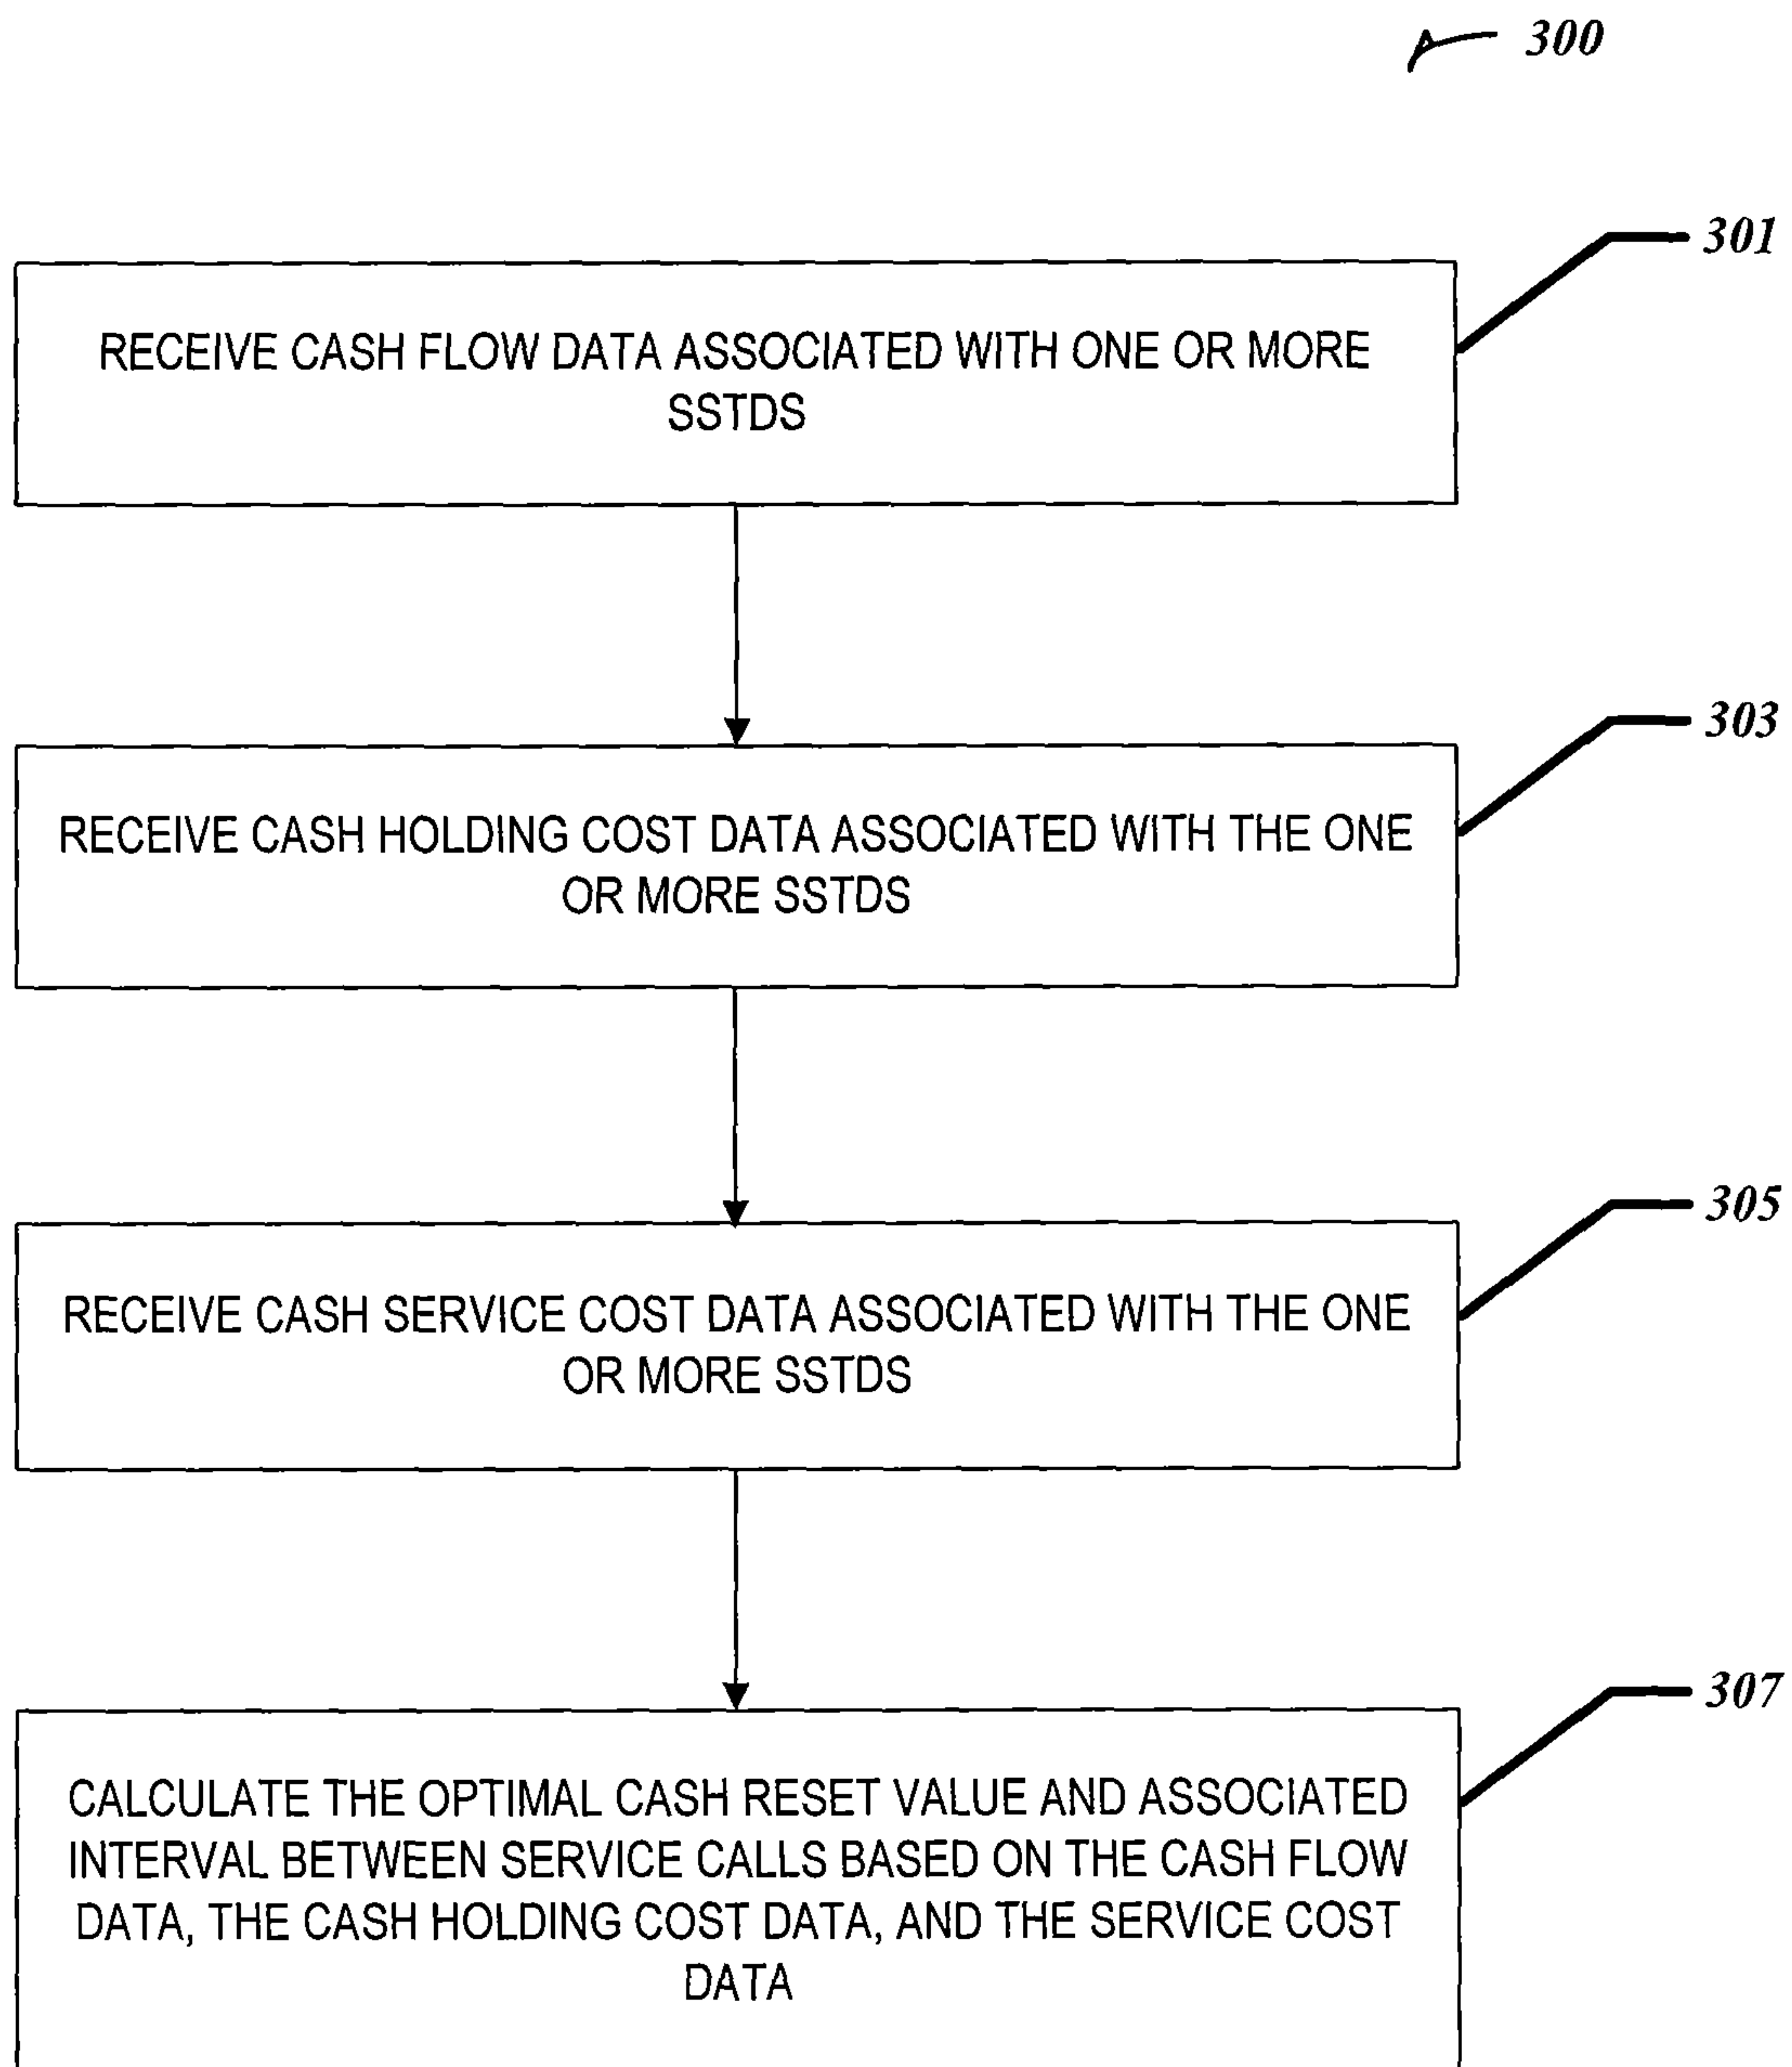 300
301
RECEIVE CASH FLOW DATA ASSOCIATED WITH ONE OR MORE
SSTDS
303
RECEIVE CASH HOLDING COST DATA ASSOCIATED WITH THE ONE
OR MORE SSTDS
305
RECEIVE CASH SERVICE COST DATA ASSOCIATED WITH THE ONE
OR MORE SSTDS
307
CALCULATE THE OPTIMAL CASH RESET VALUE AND ASSOCIATED
INTERVAL BETWEEN SERVICE CALLS BASED ON THE CASH FLOW
DATA, THE CASH HOLDING COST DATA, AND THE SERVICE COST
DATA